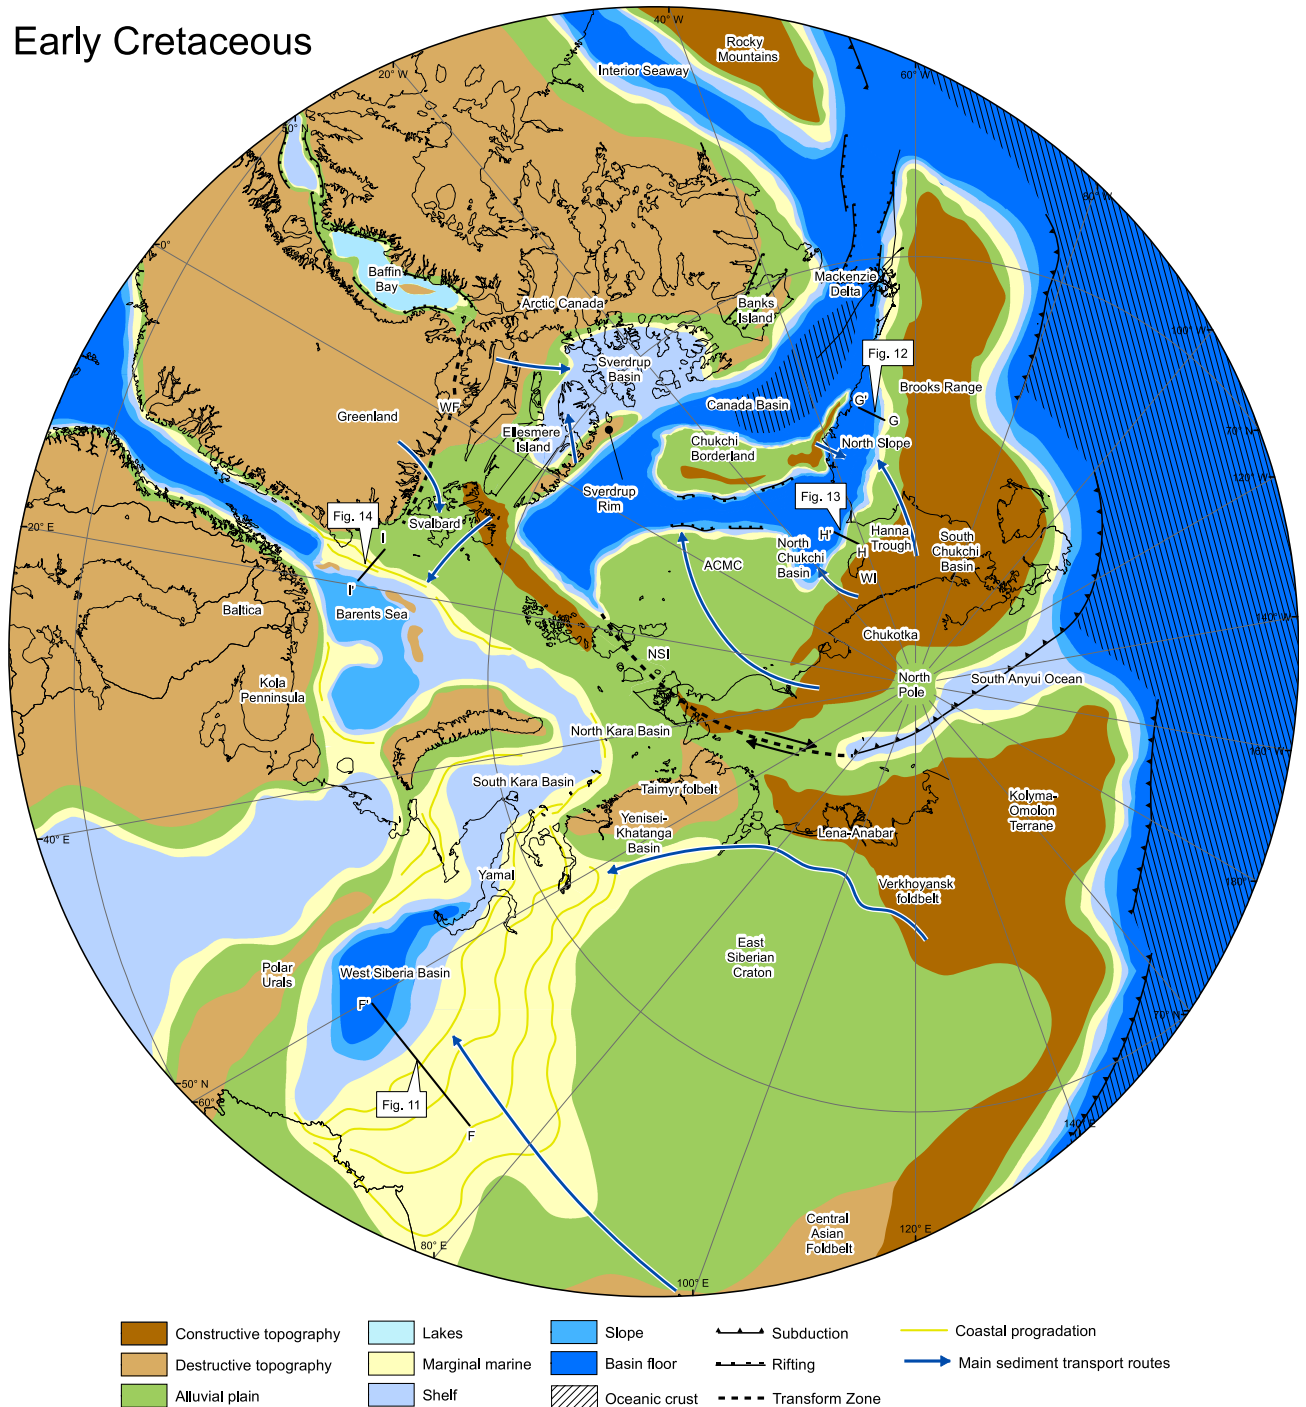 Early Cretaceous
40° W
Rocky
Mountains
Interior Seaway
20° W
60° W
50° N
80° W
0°
Baffin
Bay
Mackenzie
Delta
Arctic Canada
Banks
Island
100° W
Fig. 12
Sverdrup
Basin
Brooks Range
Greenland
WF
Canada Basin
G'
G
Ellesmere
Island
Chukchi
Borderland
North Slope
120° W
Sverdrup
Rim
Fig. 13
Fig. 14
20° E
Svalbard
I
H'
H
Hanna
Trough
South
Chukchi
Basin
North
Chukchi
Basin
ACMC
WI
I'
Barents Sea
Baltica
140° W
Chukotka
NSI
North
Pole
South Anyui Ocean
Kola
Penninsula
North Kara Basin
160° W
South Kara Basin
Taimyr folbelt
Kolyma-
Omolon
Terrane
Yenisei-
Khatanga
Basin
Lena-Anabar
40° E
Yamal
Verkhoyansk
foldbelt
180°
East
Siberian
Craton
Polar
Urals
West Siberia Basin
F'
70° N
50° N
60°
Fig. 11
F
140° E
Central
Asian
Foldbelt
120° E
80° E
100° E
Constructive topography
Lakes
Slope
Subduction
Coastal progradation
Destructive topography
Marginal marine
Basin floor
Rifting
Main sediment transport routes
Alluvial plain
Shelf
Oceanic crust
Transform Zone